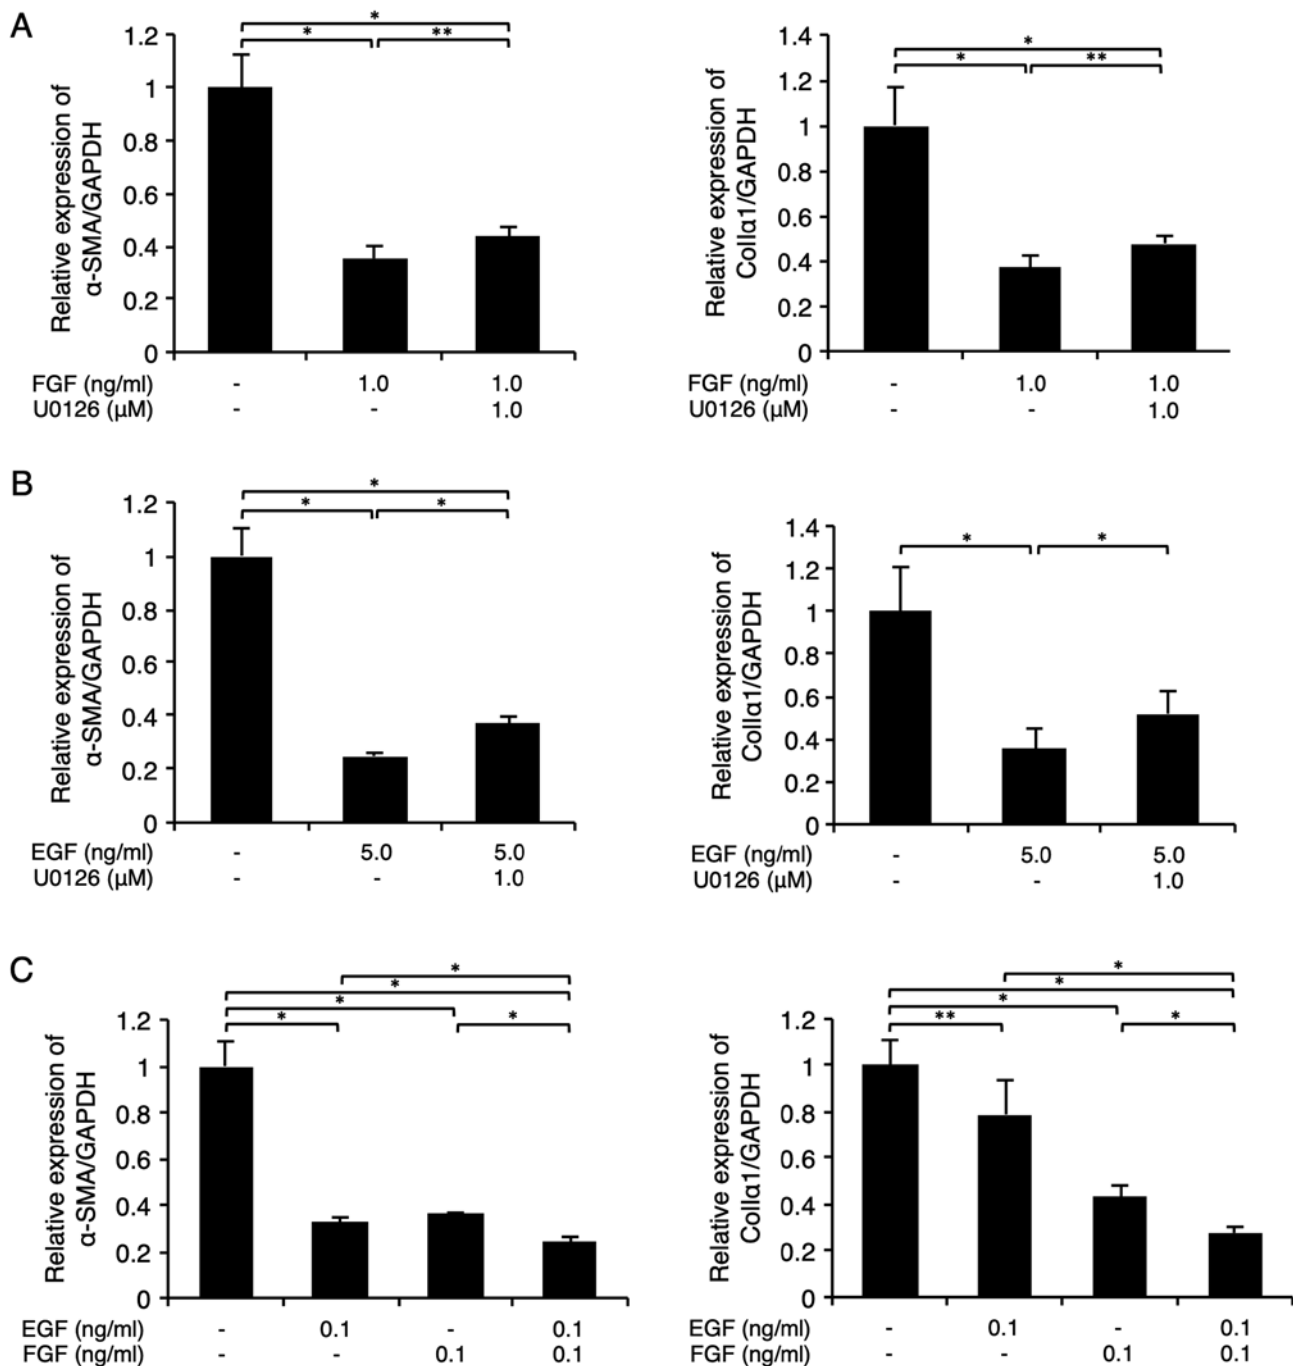 A
* 
* **
1.2
1
0.8
0.6
0.4
0.2
0
Relative expression of
α-SMA/GAPDH
FGF (ng/ml) - 1.0 1.0
U0126 (μM) - - 1.0
*
* **
1.4
1.2
1
0.8
0.6
0.4
0.2
0
Relative expression of
Collα1/GAPDH
FGF (ng/ml) - 1.0 1.0
U0126 (μM) - - 1.0
B
*
* *
1.2
1
0.8
0.6
0.4
0.2
0
Relative expression of
α-SMA/GAPDH
EGF (ng/ml) - 5.0 5.0
U0126 (μM) - - 1.0
* *
1.4
1.2
1
0.8
0.6
0.4
0.2
0
Relative expression of
Collα1/GAPDH
EGF (ng/ml) - 5.0 5.0
U0126 (μM) - - 1.0
C
*
*
*
* *
1.2
1
0.8
0.6
0.4
0.2
0
Relative expression of
α-SMA/GAPDH
EGF (ng/ml) - 0.1 - 0.1
FGF (ng/ml) - - 0.1 0.1
*
*
*
** *
1.2
1
0.8
0.6
0.4
0.2
0
Relative expression of
Collα1/GAPDH
EGF (ng/ml) - 0.1 - 0.1
FGF (ng/ml) - - 0.1 0.1